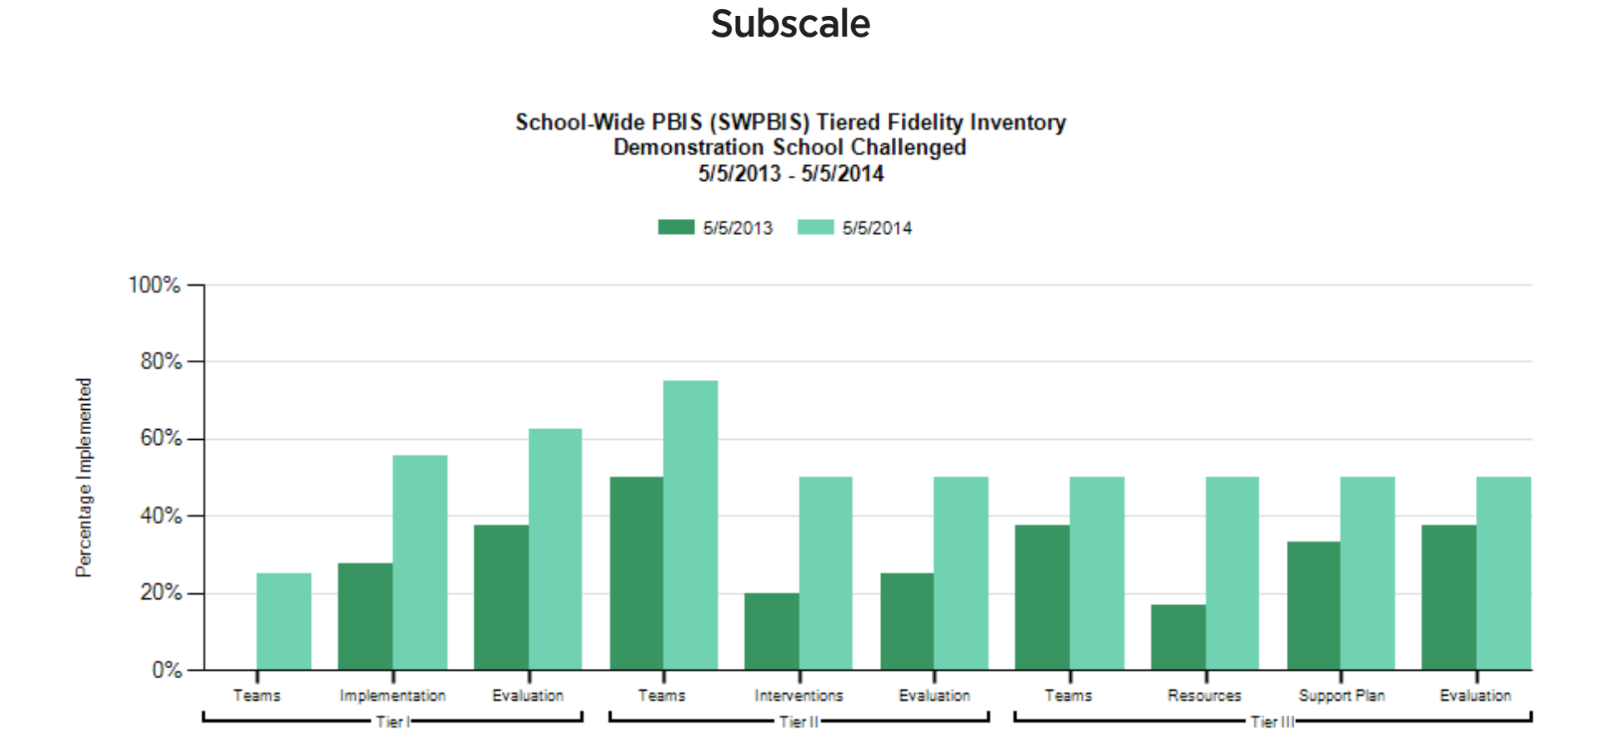 Subscale
School-Wide PBIS (SWPBIS) Tiered Fidelity Inventory
Demonstration School Challenged
5/5/2013 - 5/5/2014
5/5/2013 5/5/2014
Percentage Implemented
100%
80%
60%
40%
20%
0%
Teams Implementation Evaluation Teams Interventions Evaluation Teams Resources Support Plan Evaluation
Tier I Tier II Tier III